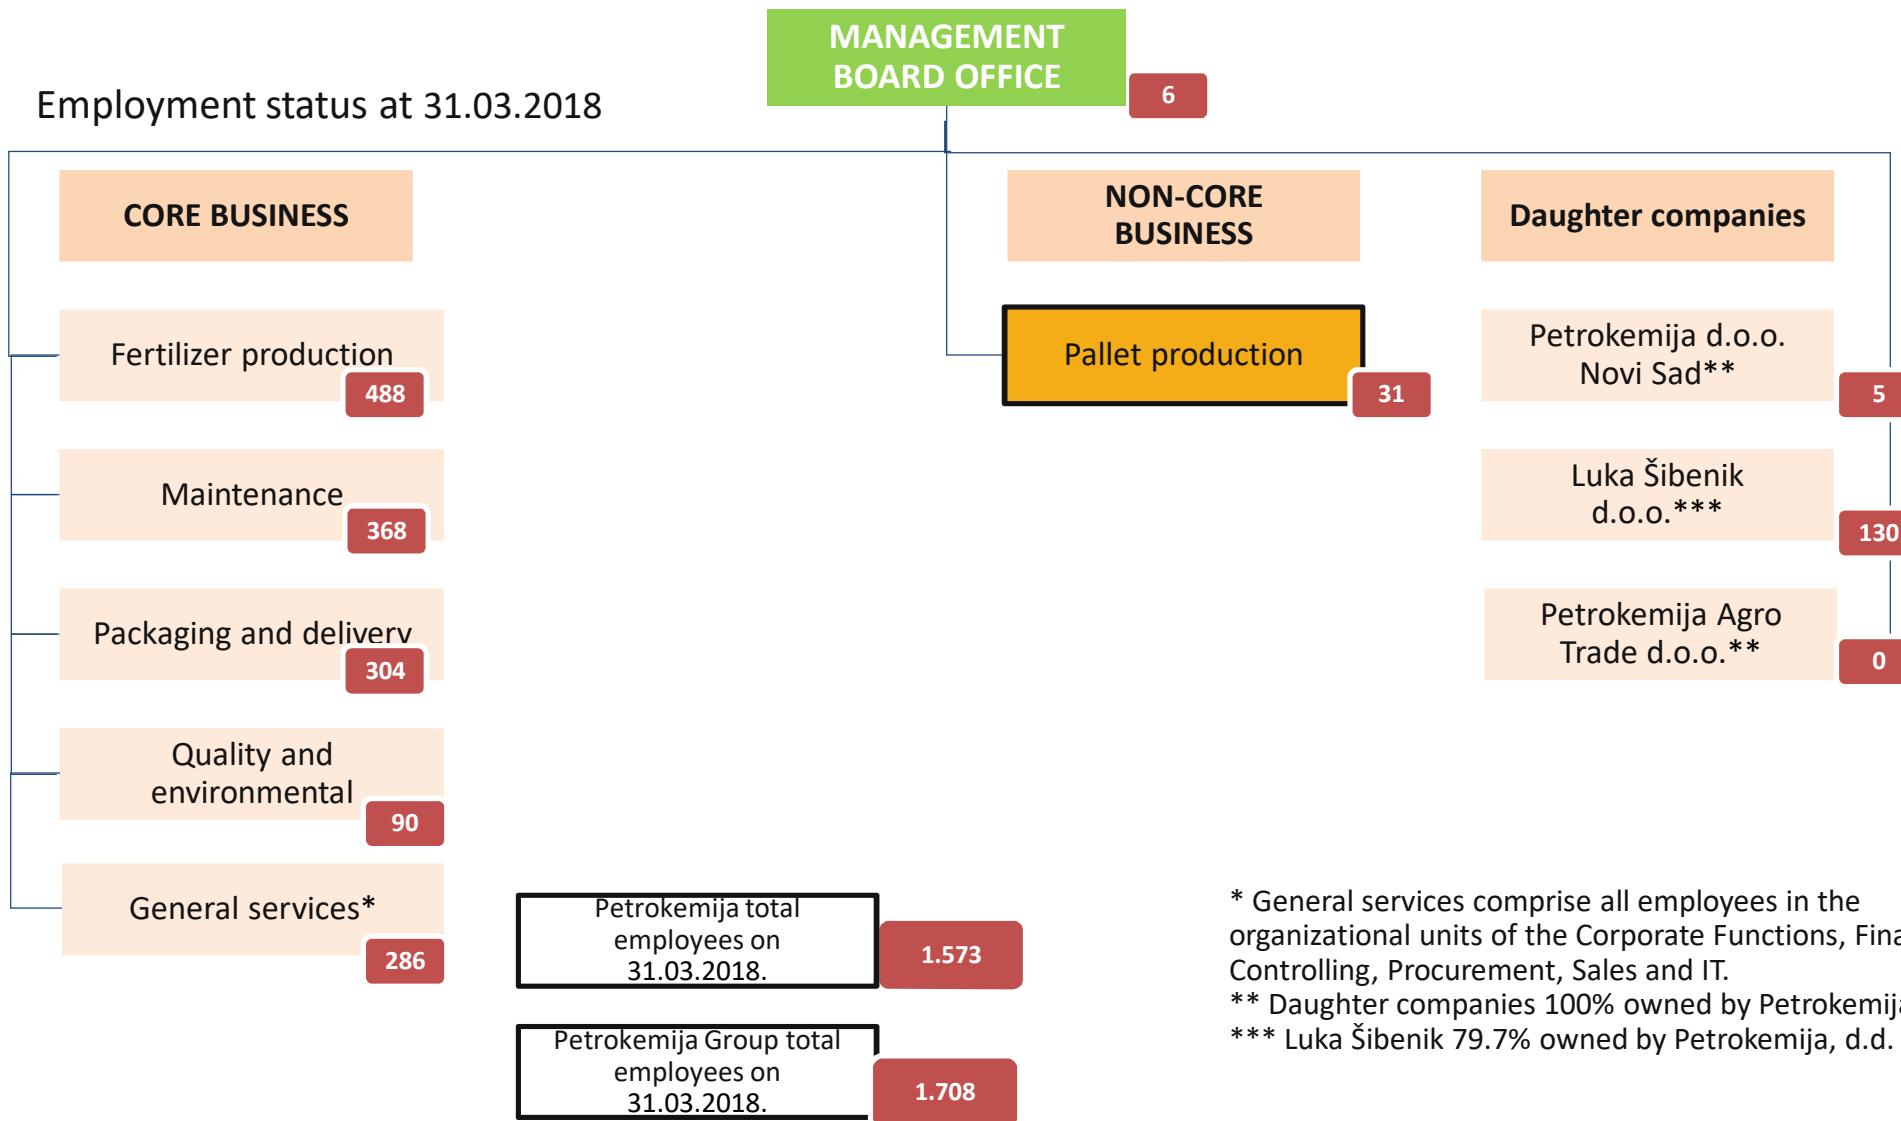 MANAGEMENT
BOARD OFFICE
6
Employment status at 31.03.2018
CORE BUSINESS
Fertilizer production
488
Maintenance
368
Packaging and delivery
304
Quality and
environmental
90
General services*
286
NON-CORE
BUSINESS
Pallet production
31
Daughter companies
Petrokemija d.o.o.
Novi Sad**
5
Luka Šibenik
d.o.o.***
130
Petrokemija Agro
Trade d.o.o.**
0
Petrokemija total
employees on
31.03.2018.
1.573
Petrokemija Group total
employees on
31.03.2018.
1.708
* General services comprise all employees in the
organizational units of the Corporate Functions,
Controlling, Procurement, Sales and IT.
** Daughter companies 100% owned by Petrokemija
*** Luka Šibenik 79.7% owned by Petrokemija, d.d.